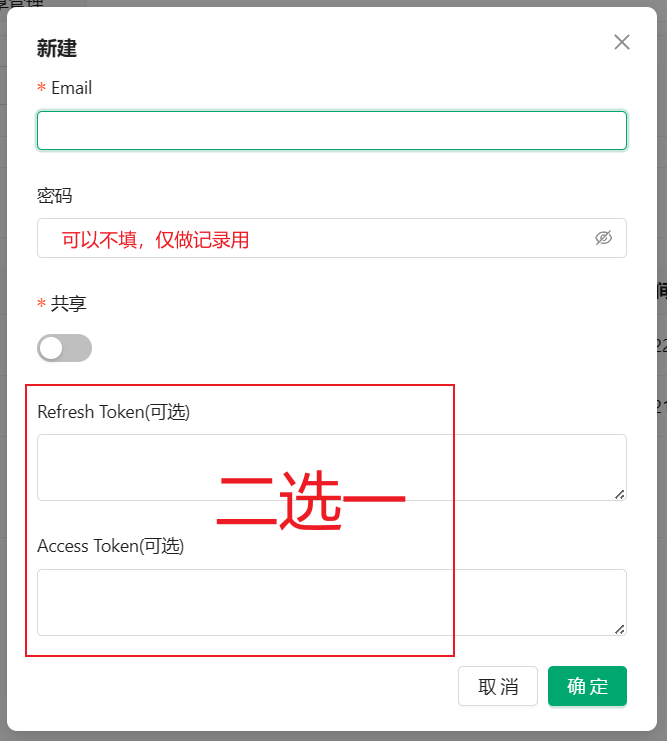 新建
* Email
密码
可以不填，仅做记录用
* 共享
Refresh Token(可选)
二选一
Access Token(可选)
取消
确定